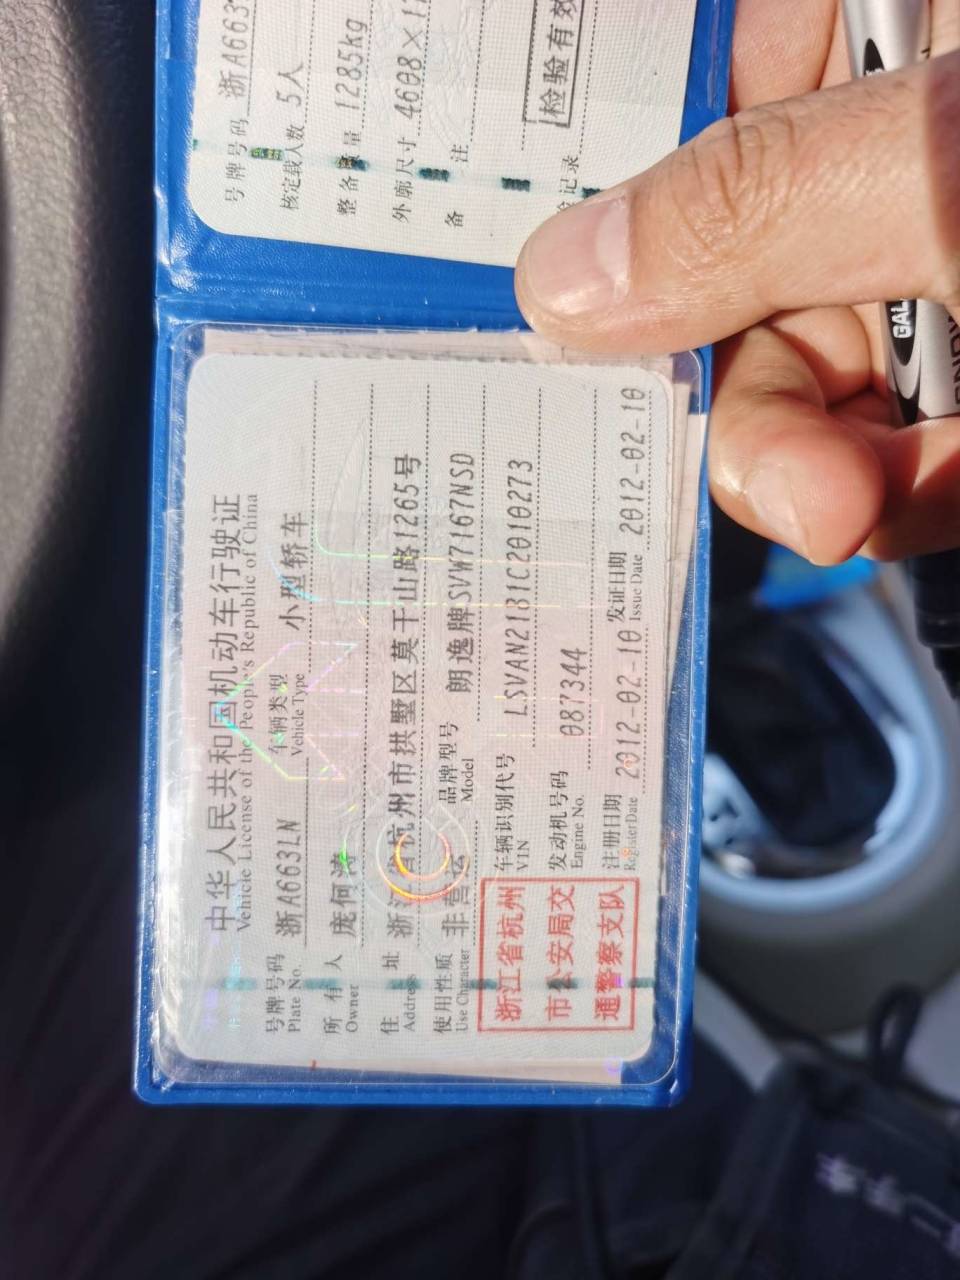 中华人民共和国机动车行驶证
Vehicle License of the People's Republic of China
号牌号码 浙A663LN 车辆类型 小型轿车
Plate No. Vehicle Type
所有人 庞何涛
Owner
住址 浙江省杭州市拱墅区莫干山路1265号
Address
使用性质 非营运 品牌型号 朗逸牌SVW7167NSD
Use Character Model
浙江省杭州
市公安局交
通警察支队
车辆识别代号 LSVAN2181C2010273
VIN
发动机号码 087344
Engine No.
注册日期 2012-02-10 发证日期 2012-02-10
Register Date Issue Date
号牌号码 浙A663
核定载人数 5人
整备质量 1285kg
外廓尺寸 4608×1
备注
记录 检验有效
GAL